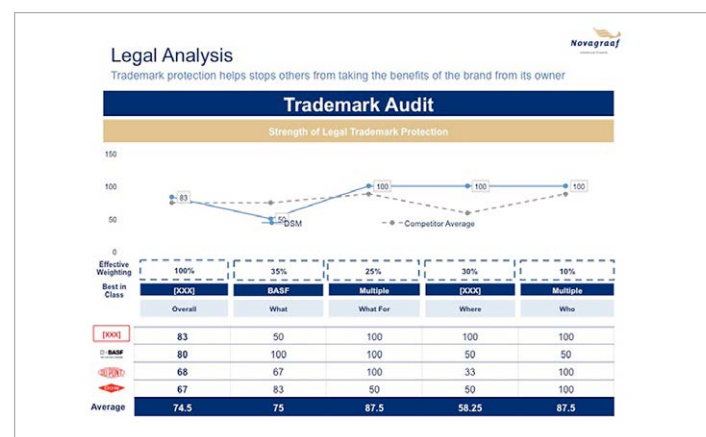 Novagraaf
Legal Analysis
Trademark protection helps stops others from taking the benefits of the brand from its owner
Trademark Audit
Strength of Legal Trademark Protection
150
100
50
0
83
50
100
100
100
DSM
Competitor Average
Effective Weighting
100%
35%
25%
30%
10%
Best in Class
[XXX]
BASF
Multiple
[XXX]
Multiple
Overall
What
What For
Where
Who
[XXX]
83
50
100
100
100
BASF
80
100
100
50
50
DUPONT
68
67
100
33
100
Dow
67
83
50
50
100
Average
74.5
75
87.5
58.25
87.5